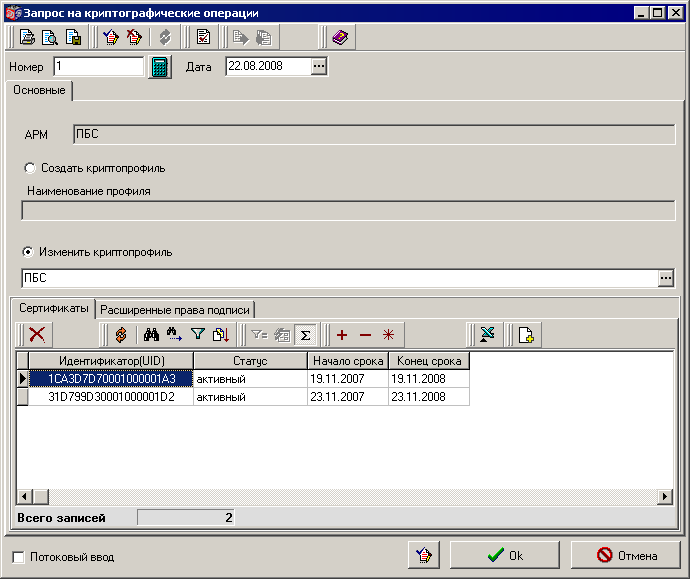 Запрос на криптографические операции
Номер 1 Дата 22.08.2008 ...
Основные
АРМ ПБС
Создать криптопрофиль
Наименование профиля
Изменить криптопрофиль
ПБС ...
Сертификаты Расширенные права подписи
Идентификатор(UID) Статус Начало срока Конец срока
1CA3D7D70001000001A3 активный 19.11.2007 19.11.2008
31D799D30001000001D2 активный 23.11.2007 23.11.2008
Всего записей 2
Потоковый ввод Ok Отмена